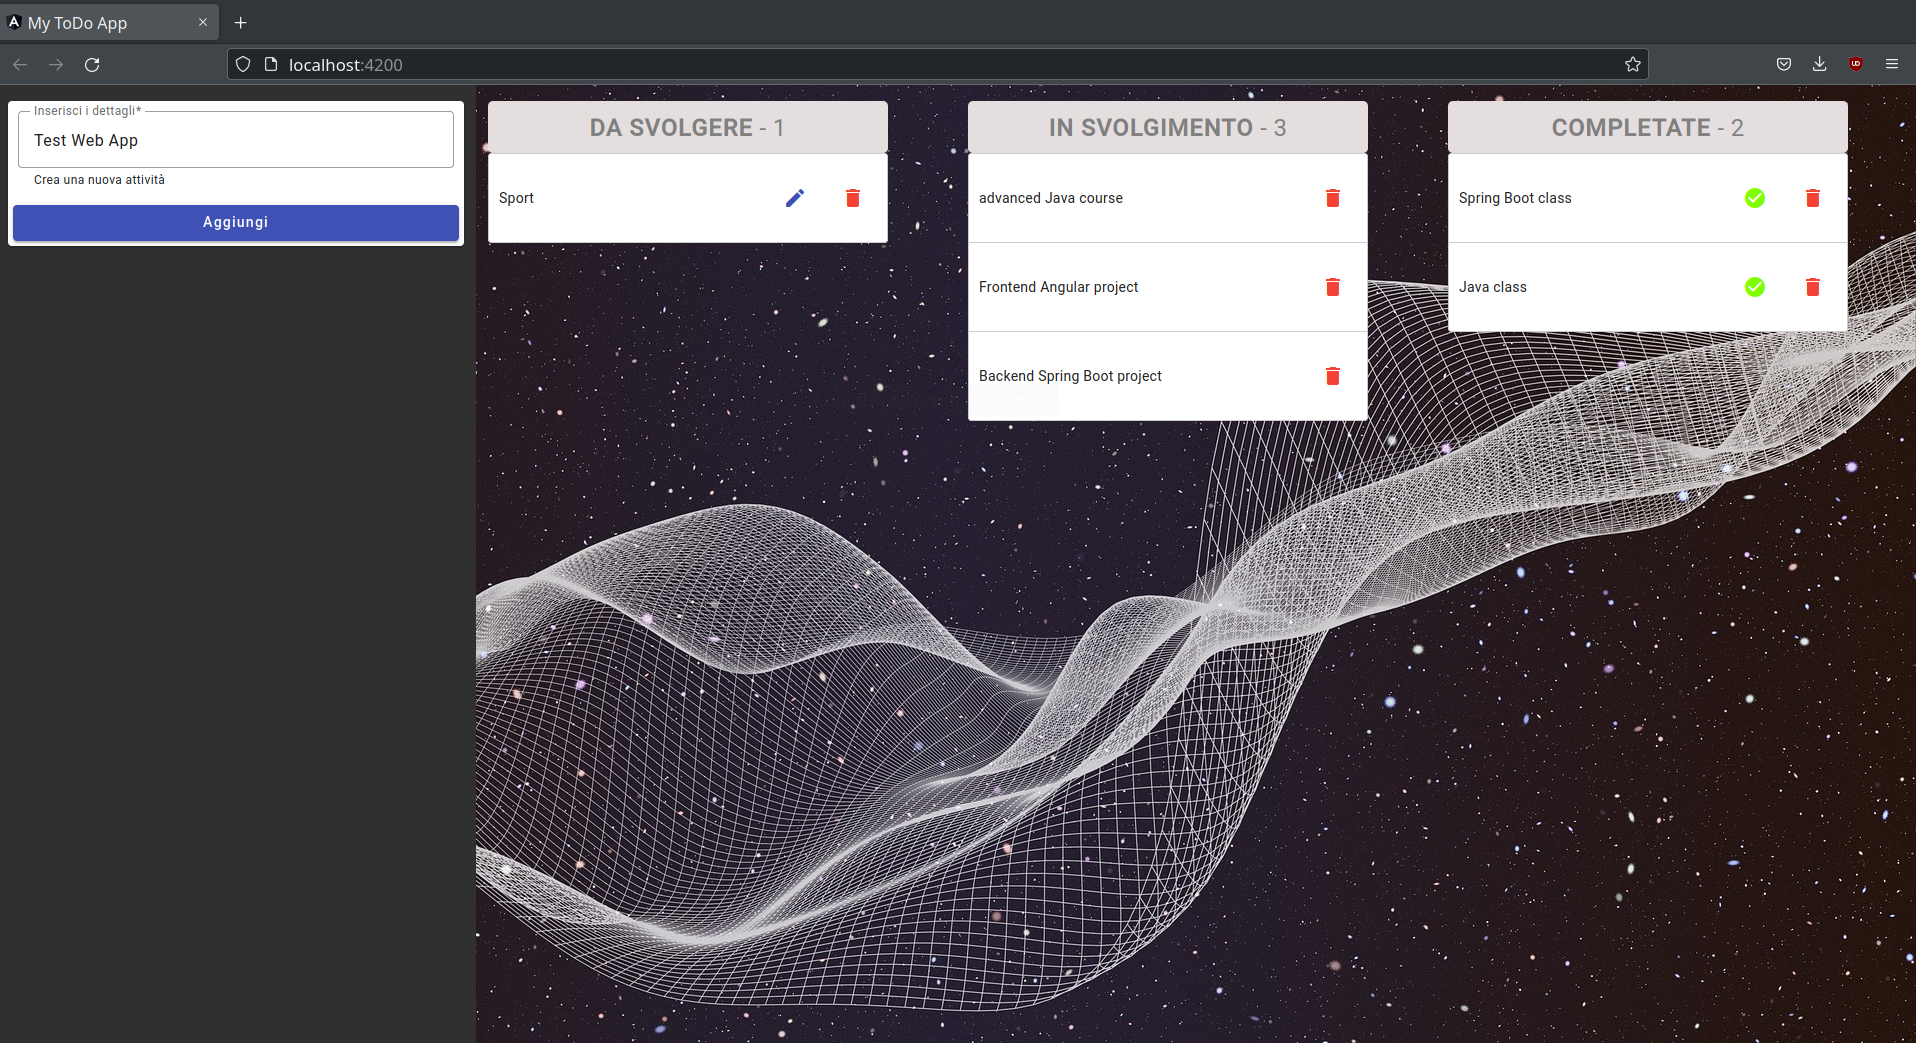 My ToDo App
localhost:4200
Inserisci i dettagli*
Test Web App
Crea una nuova attività
Aggiungi
DA SVOLGERE - 1
Sport
IN SVOLGIMENTO - 3
advanced Java course
Frontend Angular project
Backend Spring Boot project
COMPLETATE - 2
Spring Boot class
Java class